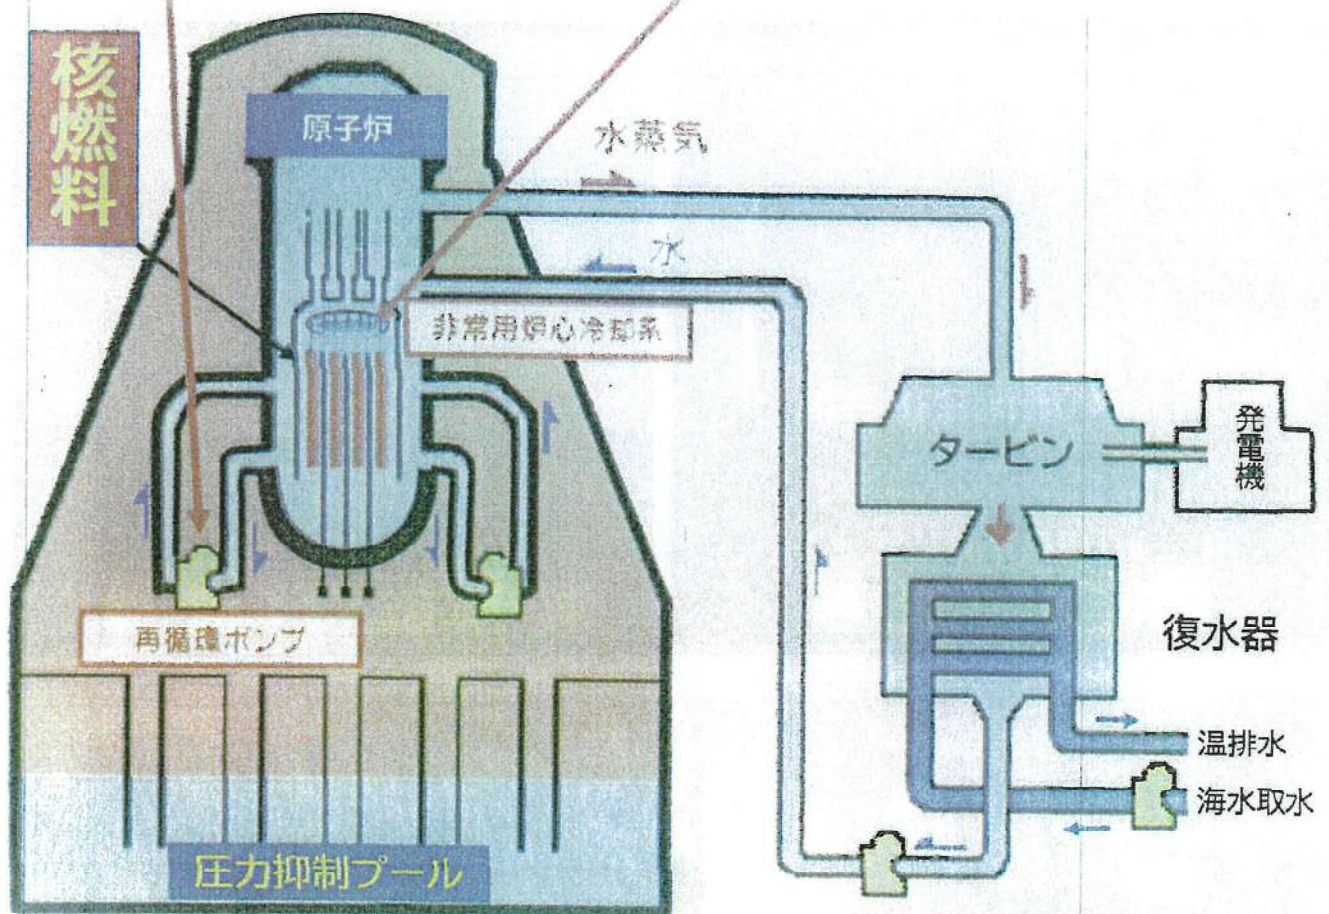 核燃料
原子炉
水蒸気
水
非常用炉心冷却系
タービン
発電機
再循環ポンプ
復水器
温排水
海水取水
圧力抑制プール